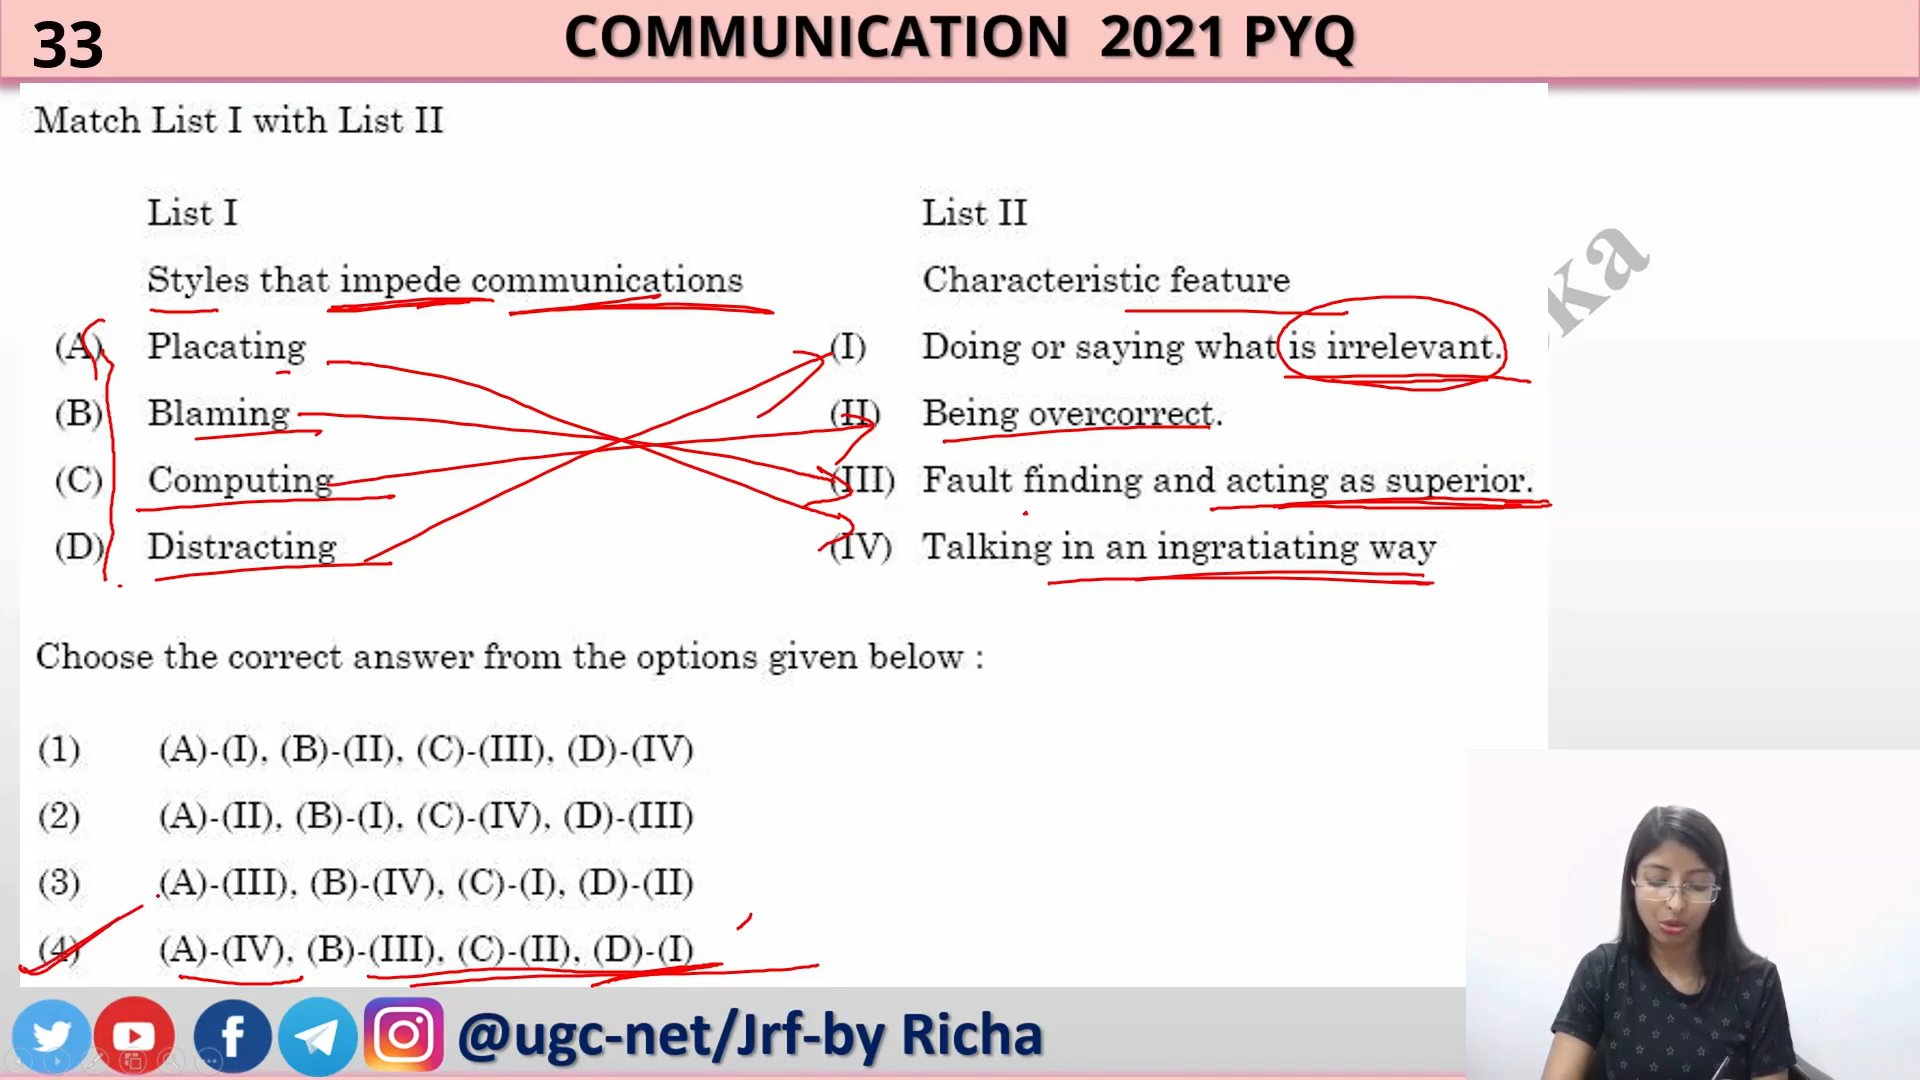 33
COMMUNICATION 2021 PYQ
Match List I with List II
List I List II
Styles that impede communications Characteristic feature
(A) Placating (I) Doing or saying what is irrelevant.
(B) Blaming (II) Being overcorrect.
(C) Computing (III) Fault finding and acting as superior.
(D) Distracting (IV) Talking in an ingratiating way
Choose the correct answer from the options given below :
(1) (A)-(I), (B)-(II), (C)-(III), (D)-(IV)
(2) (A)-(II), (B)-(I), (C)-(IV), (D)-(III)
(3) (A)-(III), (B)-(IV), (C)-(I), (D)-(II)
(4) (A)-(IV), (B)-(III), (C)-(II), (D)-(I)
@ugc-net/Jrf-by Richa